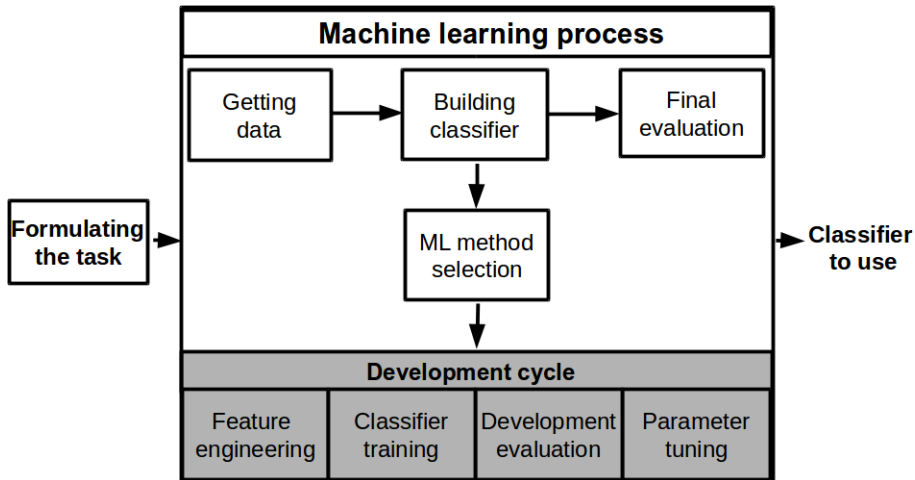 Machine learning process
Getting
data
Building
classifier
Final
evaluation
Formulating
the task
ML method
selection
Classifier
to use
Development cycle
Feature
engineering
Classifier
training
Development
evaluation
Parameter
tuning